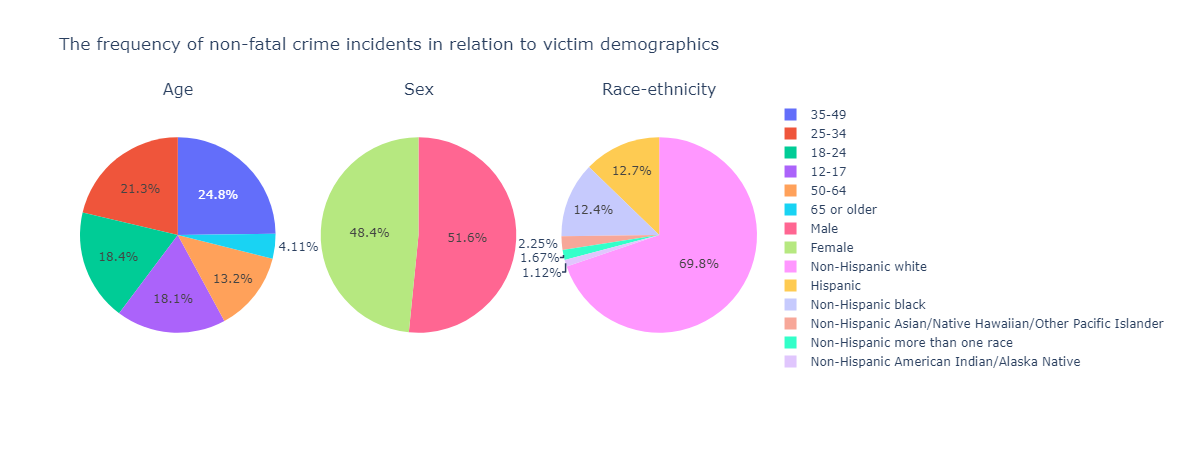 The frequency of non-fatal crime incidents in relation to victim demographics
Age
Sex
Race-ethnicity
24.8%
21.3%
18.4%
18.1%
13.2%
4.11%
51.6%
48.4%
69.8%
12.7%
12.4%
2.25%
1.67%
1.12%
35-49
25-34
18-24
12-17
50-64
65 or older
Male
Female
Non-Hispanic white
Hispanic
Non-Hispanic black
Non-Hispanic Asian/Native Hawaiian/Other Pacific Islander
Non-Hispanic more than one race
Non-Hispanic American Indian/Alaska Native